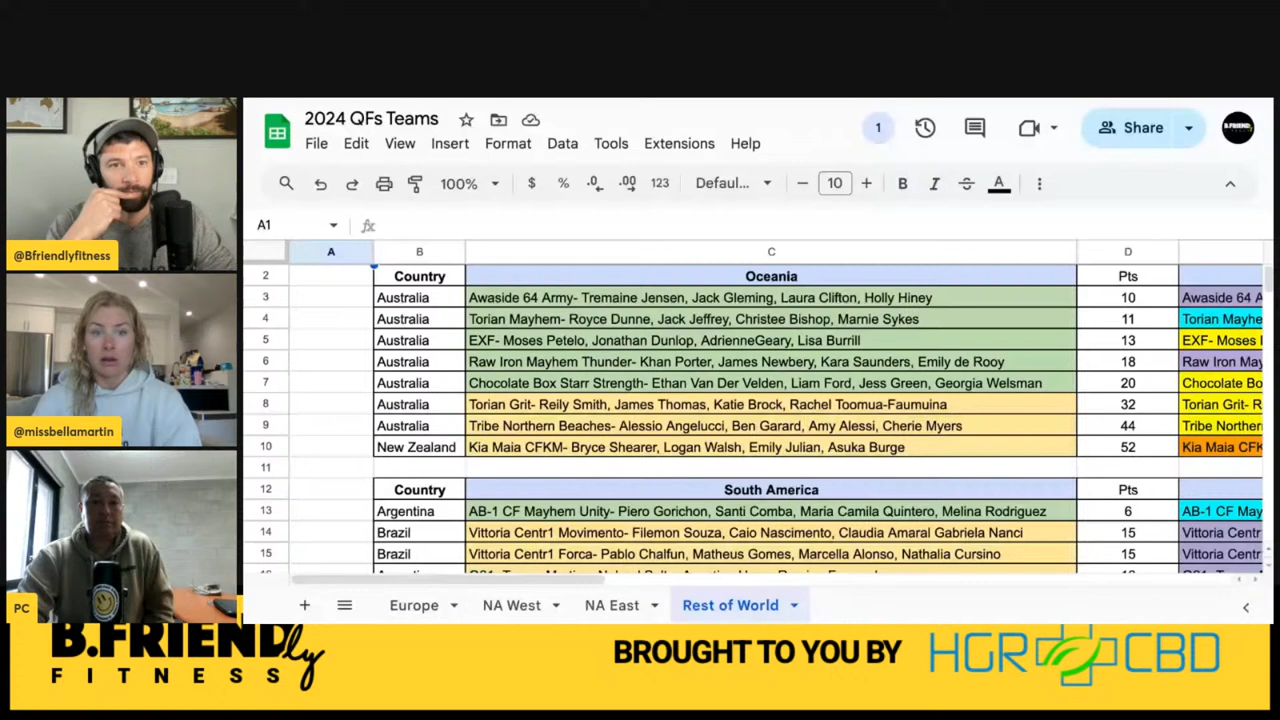 2024 QFs Teams
File Edit View Insert Format Data Tools Extensions Help
1
Share
100% $ % .0 .00 123 Defaul... 10 B I A
A1 fx
A B C D
2 Country Oceania Pts
3 Australia Awaside 64 Army- Tremaine Jensen, Jack Gleming, Laura Clifton, Holly Hiney 10 Awaside 64 A
4 Australia Torian Mayhem- Royce Dunne, Jack Jeffrey, Christee Bishop, Marnie Sykes 11 Torian Mayhe
5 Australia EXF- Moses Petelo, Jonathan Dunlop, AdrienneGeary, Lisa Burrill 13 EXF- Moses
6 Australia Raw Iron Mayhem Thunder- Khan Porter, James Newbery, Kara Saunders, Emily de Rooy 18 Raw Iron May
7 Australia Chocolate Box Starr Strength- Ethan Van Der Velden, Liam Ford, Jess Green, Georgia Welsman 20 Chocolate Bo
8 Australia Torian Grit- Reily Smith, James Thomas, Katie Brock, Rachel Toomua-Faumuina 32 Torian Grit- R
9 Australia Tribe Northern Beaches- Alessio Angelucci, Ben Garard, Amy Alessi, Cherie Myers 44 Tribe Northern
10 New Zealand Kia Maia CFKM- Bryce Shearer, Logan Walsh, Emily Julian, Asuka Burge 52 Kia Maia CFK
11
12 Country South America Pts
13 Argentina AB-1 CF Mayhem Unity- Piero Gorichon, Santi Comba, Maria Camila Quintero, Melina Rodriguez 6 AB-1 CF May
14 Brazil Vittoria Centr1 Movimento- Filemon Souza, Caio Nascimento, Claudia Amaral Gabriela Nanci 15 Vittoria Centr
15 Brazil Vittoria Centr1 Forca- Pablo Chalfun, Matheus Gomes, Marcella Alonso, Nathalia Cursino 15 Vittoria Centr
Europe NA West NA East Rest of World
@Bfriendlyfitness
@missbellamartin
PC
B.FRIENDly
FITNESS
BROUGHT TO YOU BY
HGR CBD